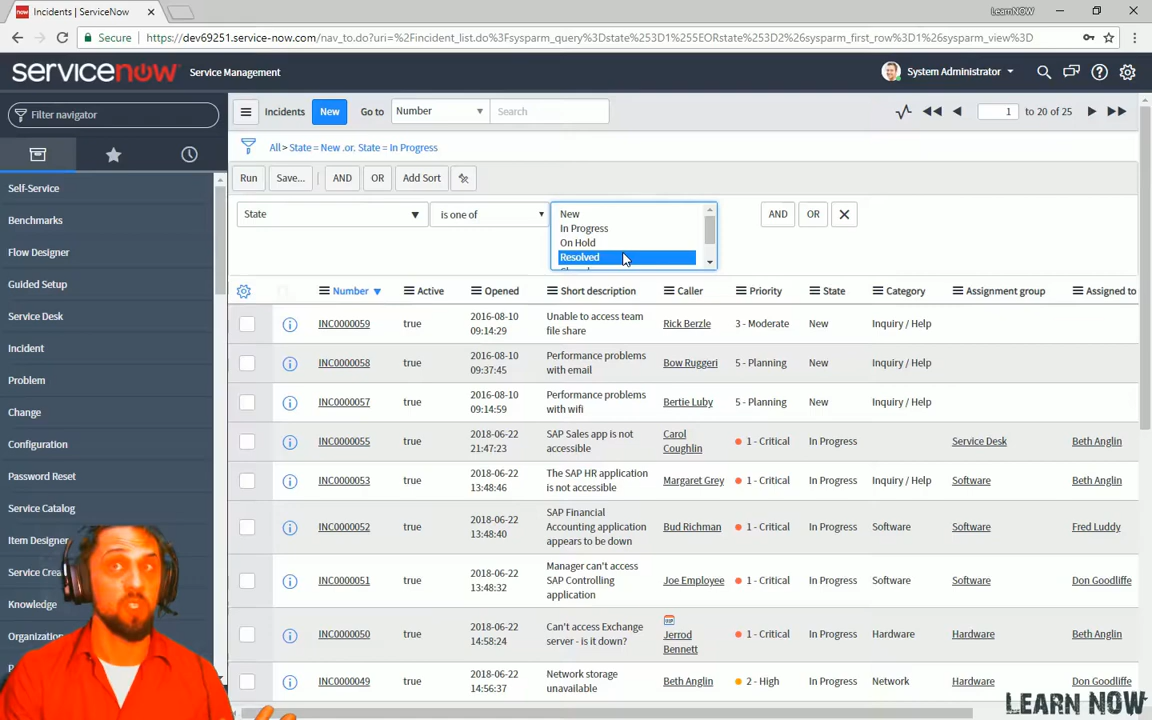 now Incidents | ServiceNow
LearnNOW
Secure https://dev69251.service-now.com/nav_to.do?uri=%2Fincident_list.do%3Fsysparm_query%3Dstate%253D1%255EORstate%253D2%26sysparm_first_row%3D1%26sysparm_view%3D
servicenow Service Management
System Administrator
Filter navigator
Incidents New Go to Number Search
1 to 20 of 25
All > State = New .or. State = In Progress
Run Save... AND OR Add Sort
State is one of
New
In Progress
On Hold
Resolved
AND OR
Self-Service
Benchmarks
Flow Designer
Guided Setup
Service Desk
Incident
Problem
Change
Configuration
Password Reset
Service Catalog
Item Designer
Service Crea
Knowledge
Organizatio
Number Active Opened Short description Caller Priority State Category Assignment group Assigned to
INC0000059 true 2016-08-10 09:14:29 Unable to access team file share Rick Berzle 3 - Moderate New Inquiry / Help
INC0000058 true 2016-08-10 09:37:45 Performance problems with email Bow Ruggeri 5 - Planning New Inquiry / Help
INC0000057 true 2016-08-10 09:14:59 Performance problems with wifi Bertie Luby 5 - Planning New Inquiry / Help
INC0000055 true 2018-06-22 21:47:23 SAP Sales app is not accessible Carol Coughlin 1 - Critical In Progress Inquiry / Help Service Desk Beth Anglin
INC0000053 true 2018-06-22 13:48:46 The SAP HR application is not accessible Margaret Grey 1 - Critical In Progress Inquiry / Help Software Beth Anglin
INC0000052 true 2018-06-22 13:48:40 SAP Financial Accounting application appears to be down Bud Richman 1 - Critical In Progress Software Software Fred Luddy
INC0000051 true 2018-06-22 13:48:32 Manager can't access SAP Controlling application Joe Employee 1 - Critical In Progress Software Software Don Goodliffe
INC0000050 true 2018-06-22 14:58:24 Can't access Exchange server - is it down? VIP Jerrod Bennett 1 - Critical In Progress Hardware Hardware Beth Anglin
INC0000049 true 2018-06-22 14:56:37 Network storage unavailable Beth Anglin 2 - High In Progress Network Hardware Don Goodliffe
LEARN NOW